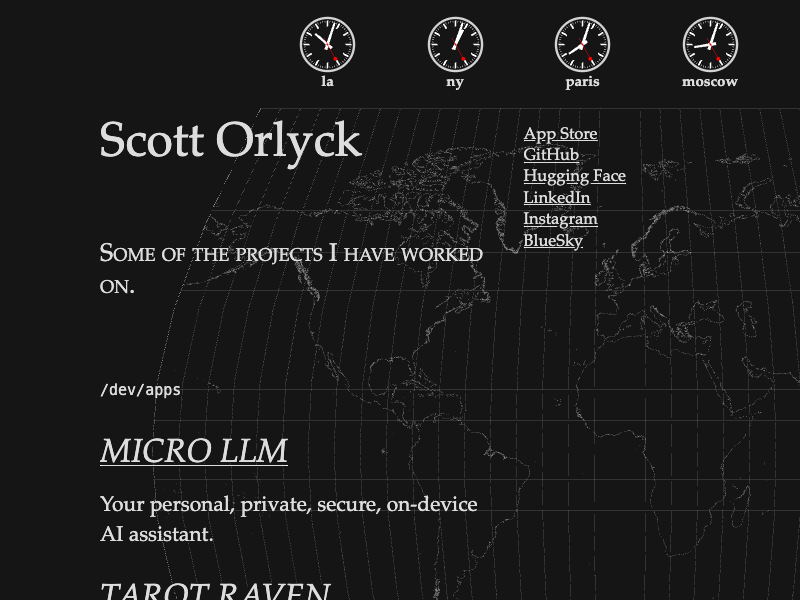 la
ny
paris
moscow
Scott Orlyck
App Store
GitHub
Hugging Face
LinkedIn
Instagram
BlueSky
Some of the projects I have worked
on.
/dev/apps
MICRO LLM
Your personal, private, secure, on-device
AI assistant.
TAROT RAVEN